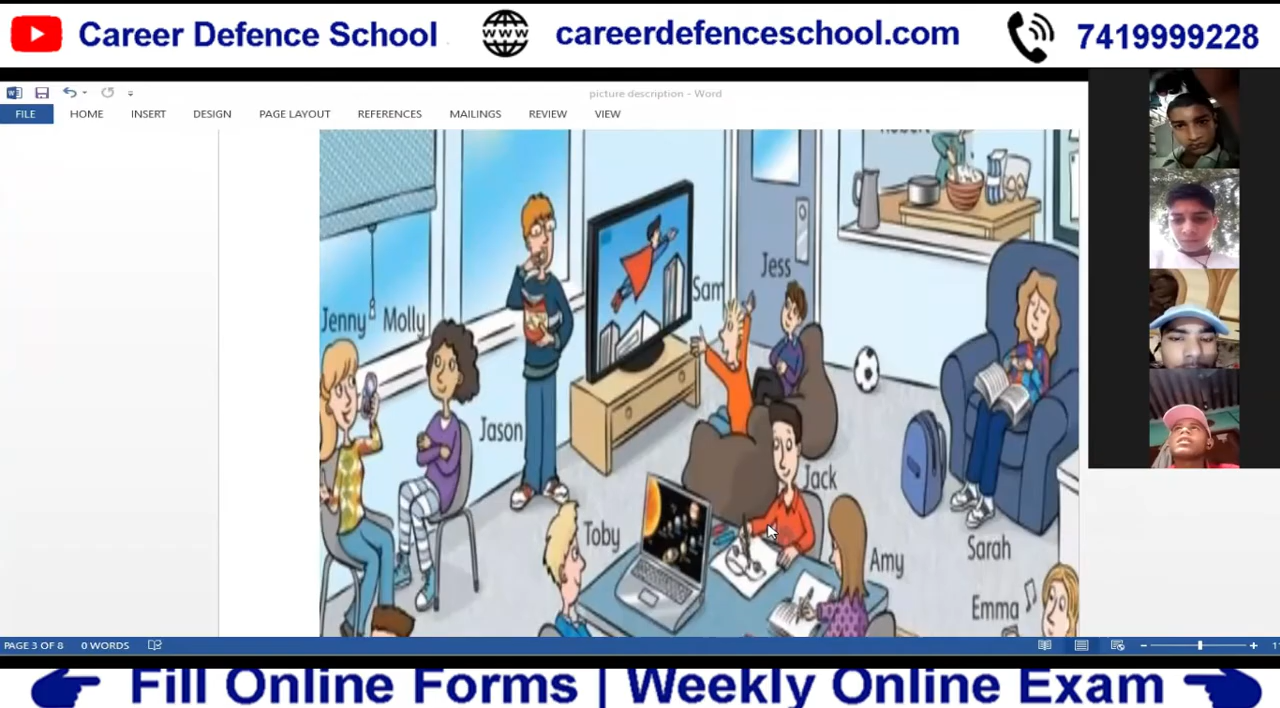 Career Defence School
www
careerdefenceschool.com
7419999228
picture description - Word
FILE HOME INSERT DESIGN PAGE LAYOUT REFERENCES MAILINGS REVIEW VIEW
Jess
Sam
Jenny Molly
Jason
Jack
Toby
Sarah
Amy
Emma
PAGE 3 OF 8 0 WORDS
Fill Online Forms | Weekly Online Exam